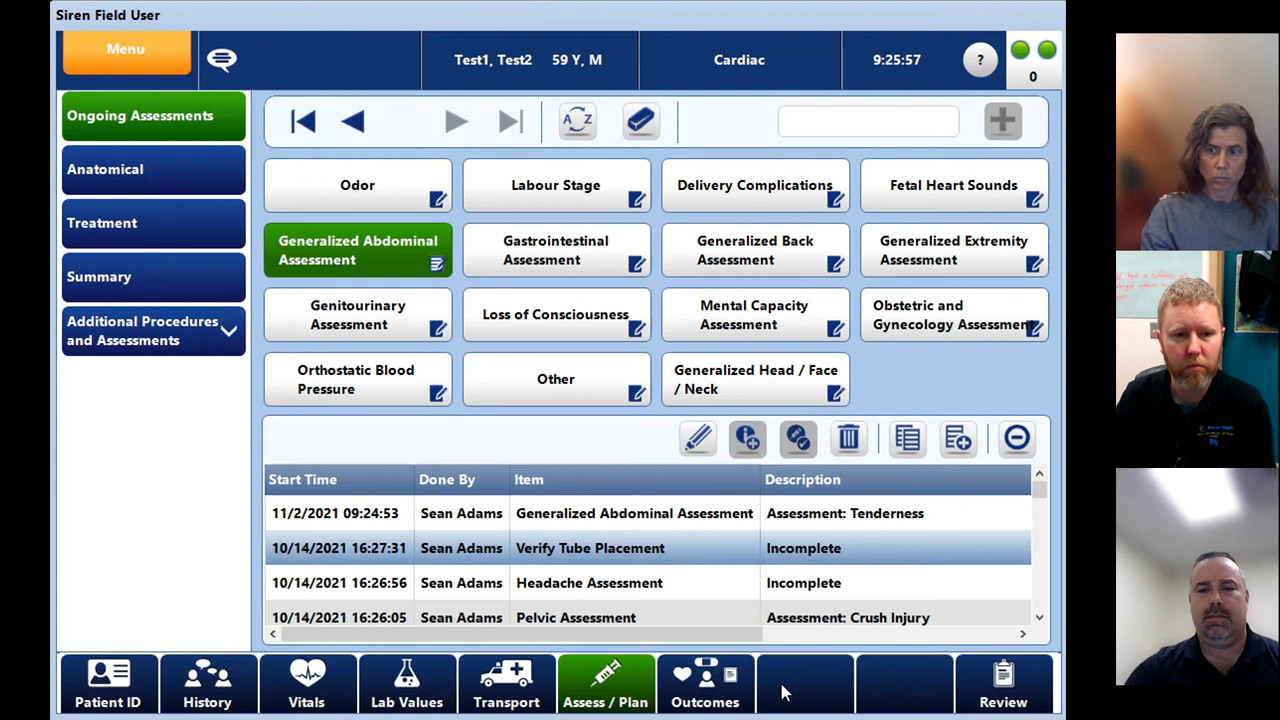 Siren Field User
Menu
Test1, Test2 59 Y, M
Cardiac
9:25:57
?
0
Ongoing Assessments
Anatomical
Treatment
Summary
Additional Procedures
and Assessments
A Z
Odor
Labour Stage
Delivery Complications
Fetal Heart Sounds
Generalized Abdominal
Assessment
Gastrointestinal
Assessment
Generalized Back
Assessment
Generalized Extremity
Assessment
Genitourinary
Assessment
Loss of Consciousness
Mental Capacity
Assessment
Obstetric and
Gynecology Assessment
Orthostatic Blood
Pressure
Other
Generalized Head / Face
/ Neck
Start Time Done By Item Description
11/2/2021 09:24:53 Sean Adams Generalized Abdominal Assessment Assessment: Tenderness
10/14/2021 16:27:31 Sean Adams Verify Tube Placement Incomplete
10/14/2021 16:26:56 Sean Adams Headache Assessment Incomplete
10/14/2021 16:26:05 Sean Adams Pelvic Assessment Assessment: Crush Injury
Patient ID
History
Vitals
Lab Values
Transport
Assess / Plan
Outcomes
Review